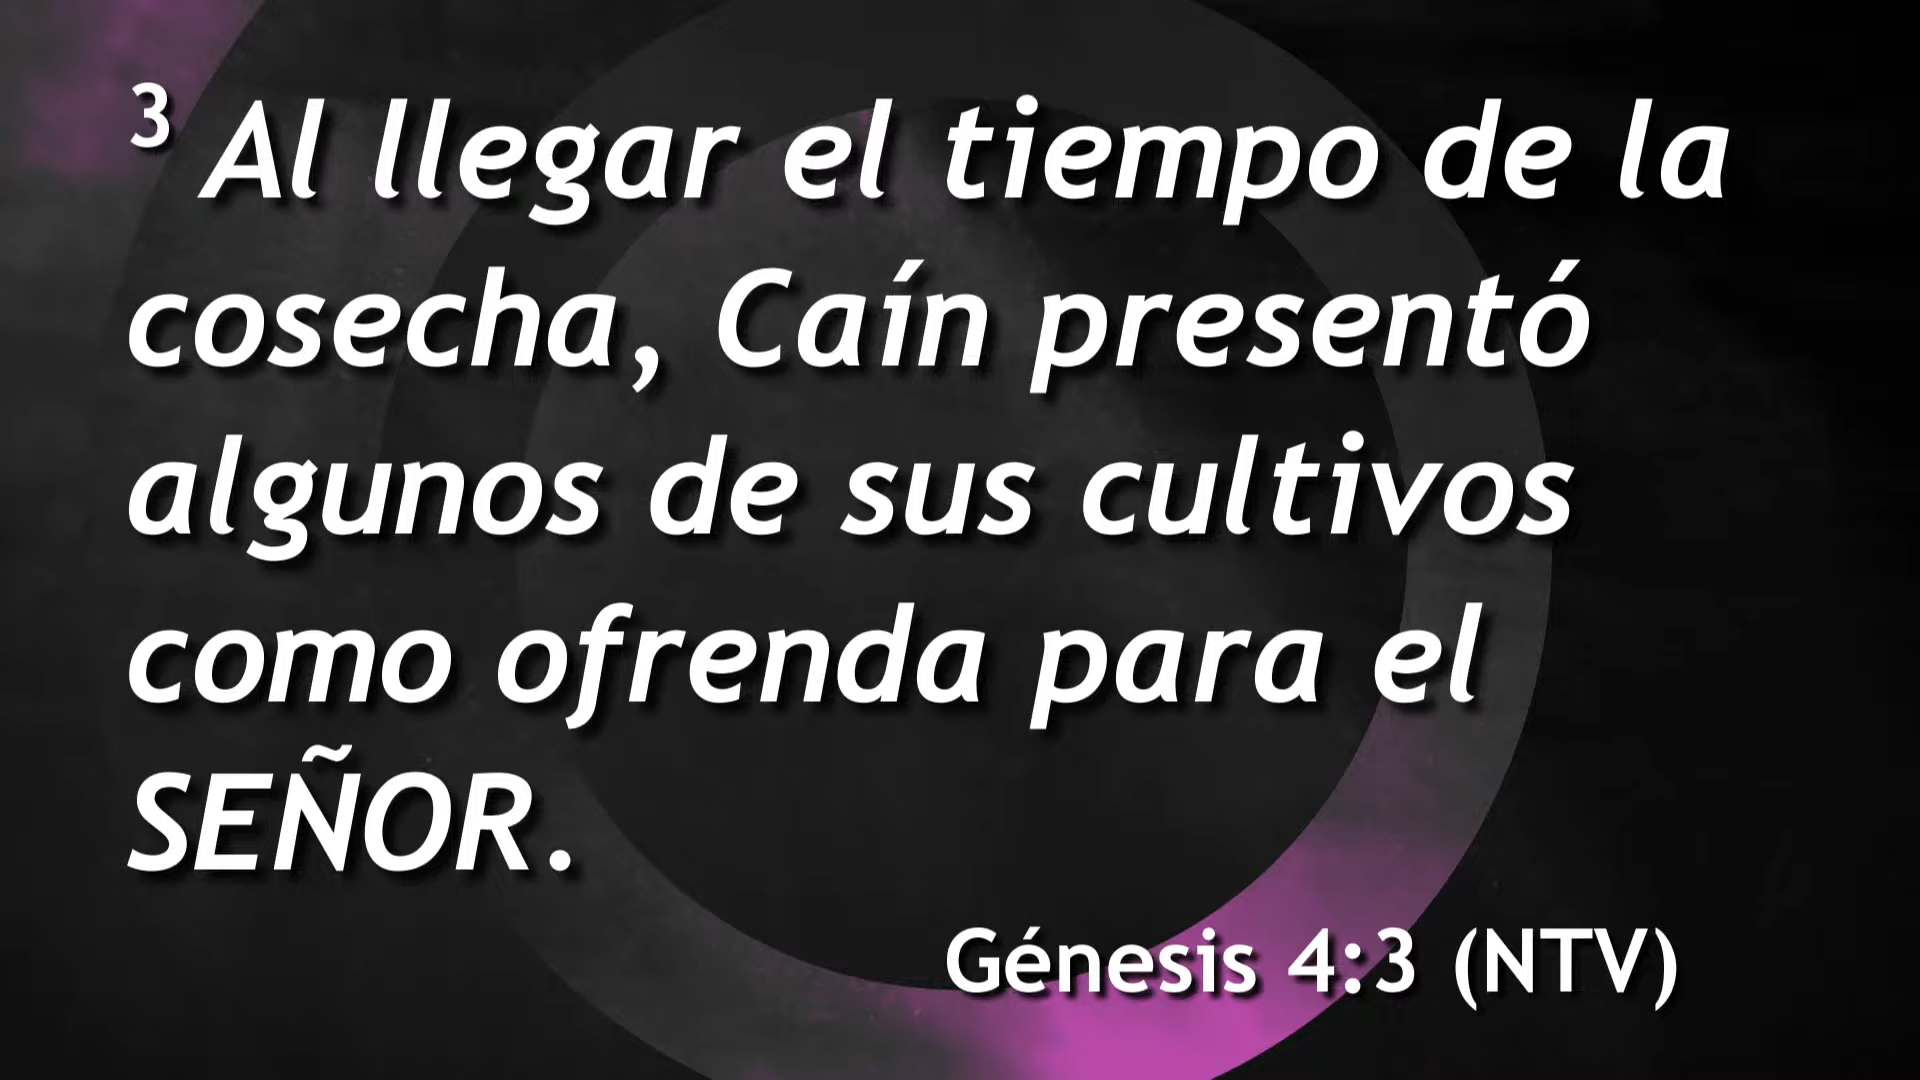 3 Al llegar el tiempo de la
cosecha, Caín presentó
algunos de sus cultivos
como ofrenda para el
SEÑOR.
Génesis 4:3 (NTV)